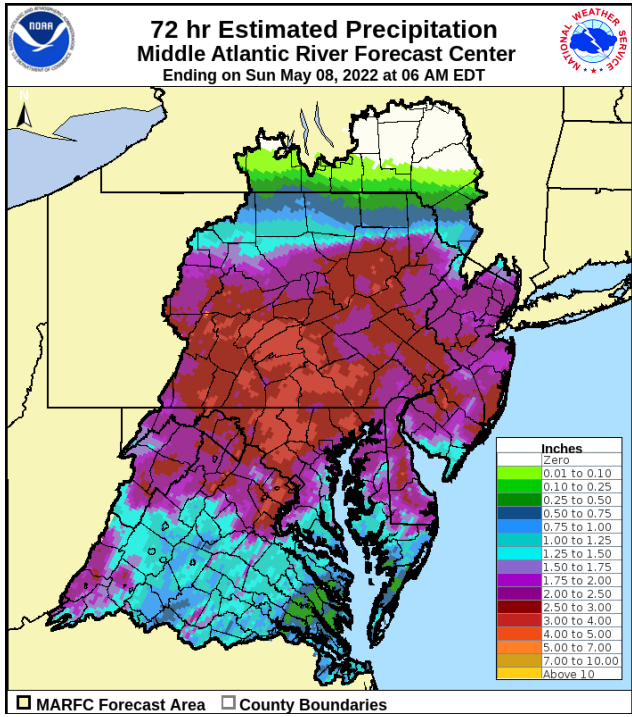 72 hr Estimated Precipitation
Middle Atlantic River Forecast Center
Ending on Sun May 08, 2022 at 06 AM EDT
NOAA
NATIONAL WEATHER SERVICE
N
Inches
Zero
0.01 to 0.10
0.10 to 0.25
0.25 to 0.50
0.50 to 0.75
0.75 to 1.00
1.00 to 1.25
1.25 to 1.50
1.50 to 1.75
1.75 to 2.00
2.00 to 2.50
2.50 to 3.00
3.00 to 4.00
4.00 to 5.00
5.00 to 7.00
7.00 to 10.00
Above 10
MARFC Forecast Area County Boundaries